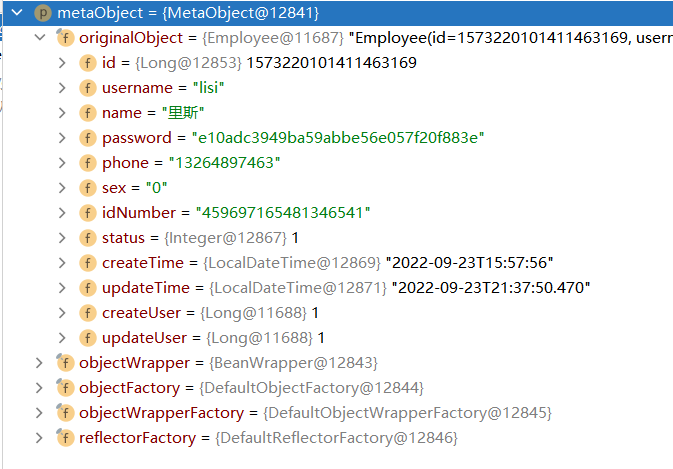 p metaObject = {MetaObject@12841}
f originalObject = {Employee@11687} "Employee(id=1573220101411463169, usern
f id = {Long@12853} 1573220101411463169
f username = "lisi"
f name = "里斯"
f password = "e10adc3949ba59abbe56e057f20f883e"
f phone = "13264897463"
f sex = "0"
f idNumber = "459697165481346541"
f status = {Integer@12867} 1
f createTime = {LocalDateTime@12869} "2022-09-23T15:57:56"
f updateTime = {LocalDateTime@12871} "2022-09-23T21:37:50.470"
f createUser = {Long@11688} 1
f updateUser = {Long@11688} 1
f objectWrapper = {BeanWrapper@12843}
f objectFactory = {DefaultObjectFactory@12844}
f objectWrapperFactory = {DefaultObjectWrapperFactory@12845}
f reflectorFactory = {DefaultReflectorFactory@12846}